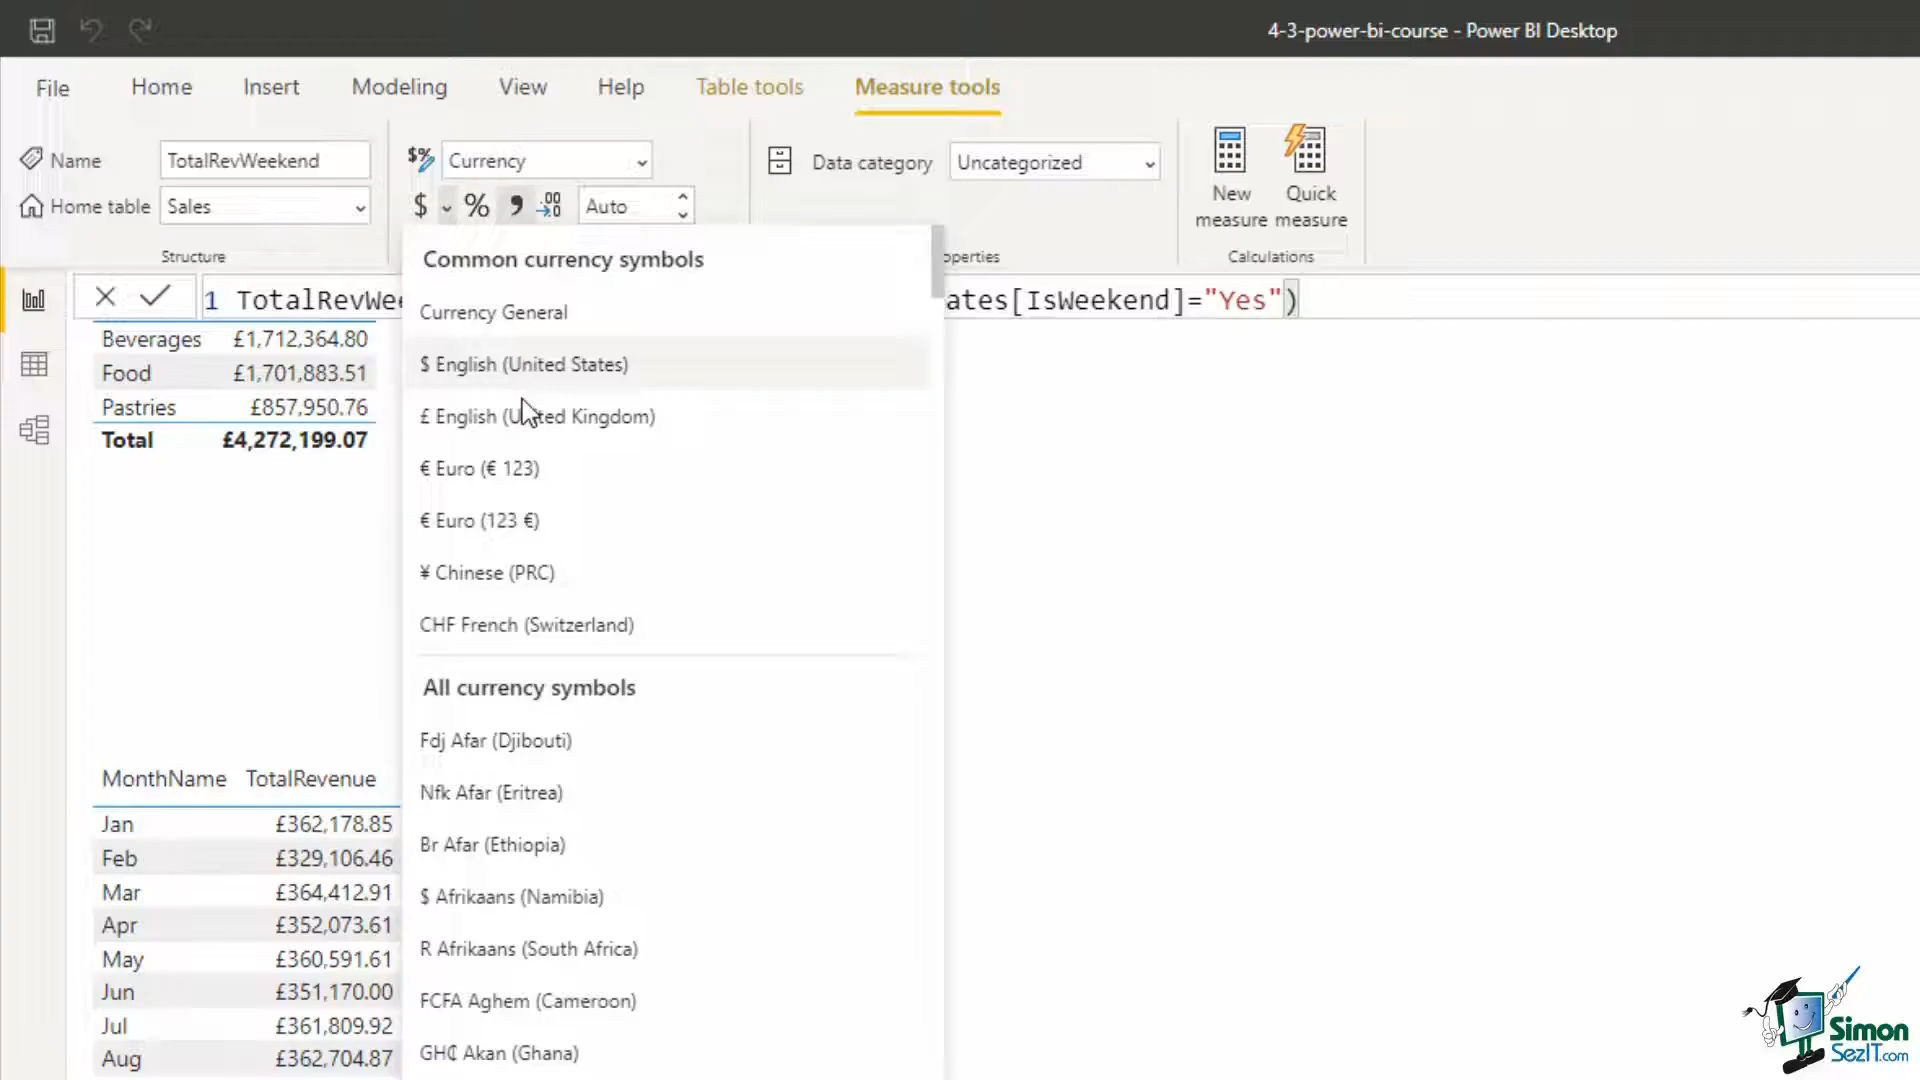 4-3-power-bi-course - Power BI Desktop
File Home Insert Modeling View Help Table tools Measure tools
Name TotalRevWeekend $% Currency Data category Uncategorized New measure Quick measure
Home table Sales $ % , .00 Auto
Structure operties Calculations
1 TotalRevWee ates[IsWeekend]="Yes")
Beverages £1,712,364.80
Food £1,701,883.51
Pastries £857,950.76
Total £4,272,199.07
MonthName TotalRevenue
Jan £362,178.85
Feb £329,106.46
Mar £364,412.91
Apr £352,073.61
May £360,591.61
Jun £351,170.00
Jul £361,809.92
Aug £362,704.87
Common currency symbols
Currency General
$ English (United States)
£ English (United Kingdom)
€ Euro (€ 123)
€ Euro (123 €)
¥ Chinese (PRC)
CHF French (Switzerland)
All currency symbols
Fdj Afar (Djibouti)
Nfk Afar (Eritrea)
Br Afar (Ethiopia)
$ Afrikaans (Namibia)
R Afrikaans (South Africa)
FCFA Aghem (Cameroon)
GH₵ Akan (Ghana)
Simon
SezIT.com